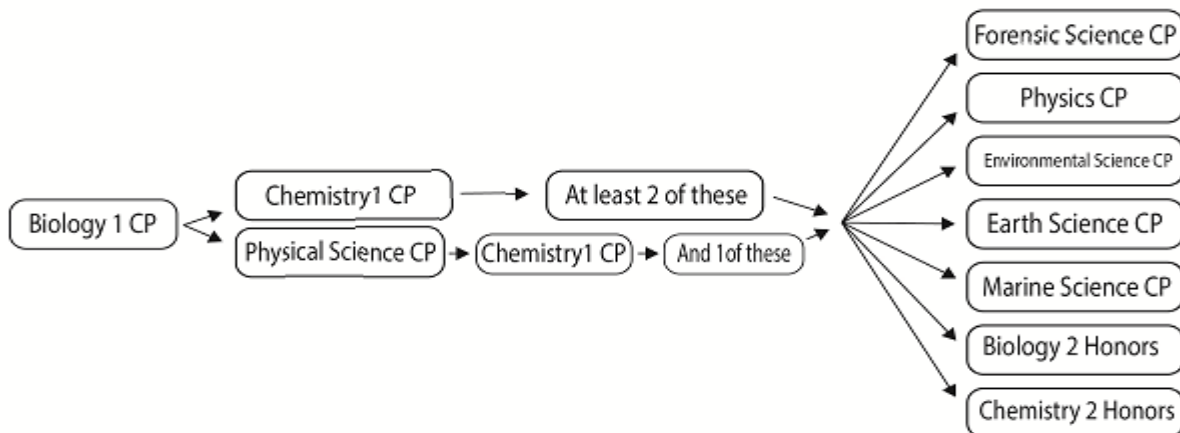 Forensic Science CP
Physics CP
Environmental Science CP
Chemistry1 CP
At least 2 of these
Biology 1 CP
Earth Science CP
Physical Science CP
Chemistry1 CP
And 1of these
Marine Science CP
Biology 2 Honors
Chemistry 2 Honors